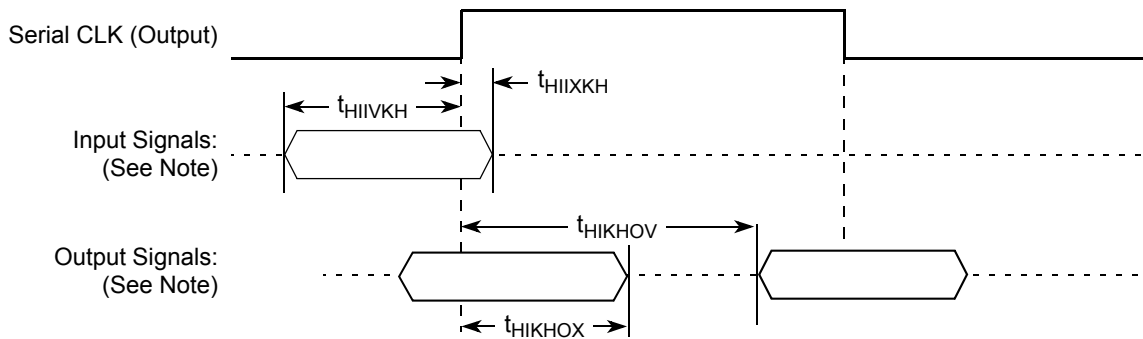 Serial CLK (Output)
tHIIXKH
tHIIVKH
Input Signals:
(See Note)
tHIKHOV
Output Signals:
(See Note)
tHIKHOX